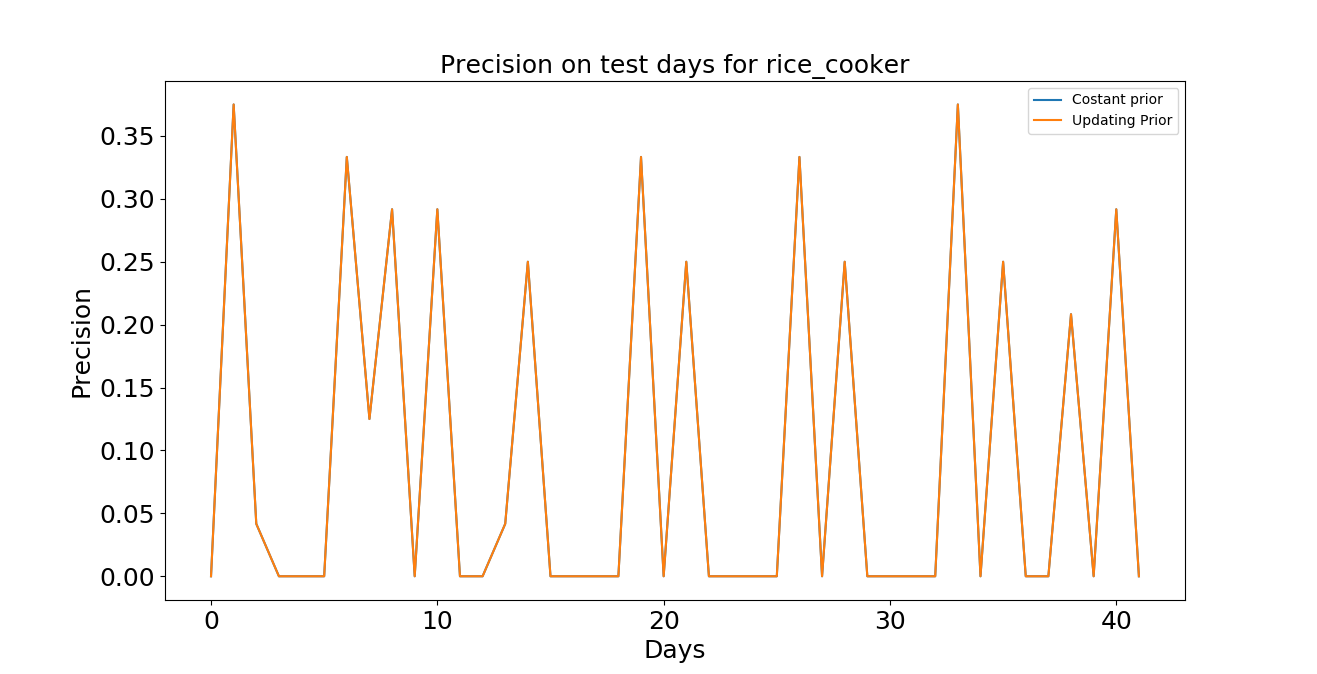 Precision on test days for rice_cooker
Costant prior
Updating Prior
Precision
0.35
0.30
0.25
0.20
0.15
0.10
0.05
0.00
0 10 20 30 40
Days